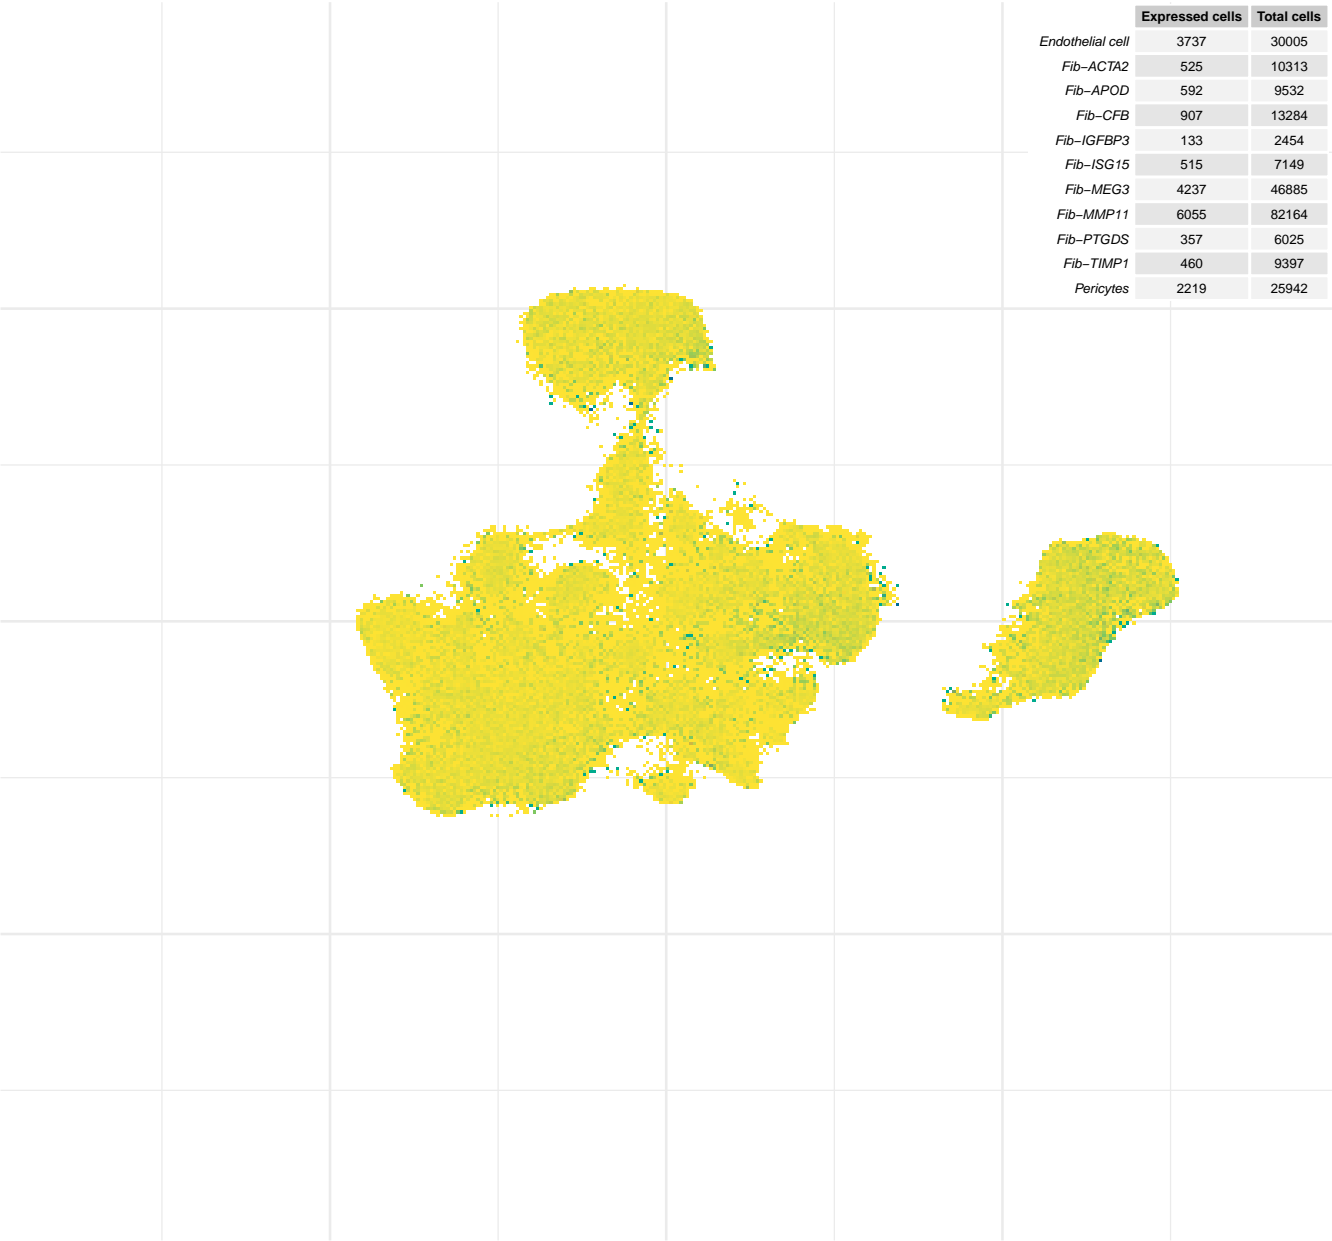 Expressed cells Total cells
Endothelial cell 3737 30005
Fib−ACTA2 525 10313
Fib−APOD 592 9532
Fib−CFB 907 13284
Fib−IGFBP3 133 2454
Fib−ISG15 515 7149
Fib−MEG3 4237 46885
Fib−MMP11 6055 82164
Fib−PTGDS 357 6025
Fib−TIMP1 460 9397
Pericytes 2219 25942